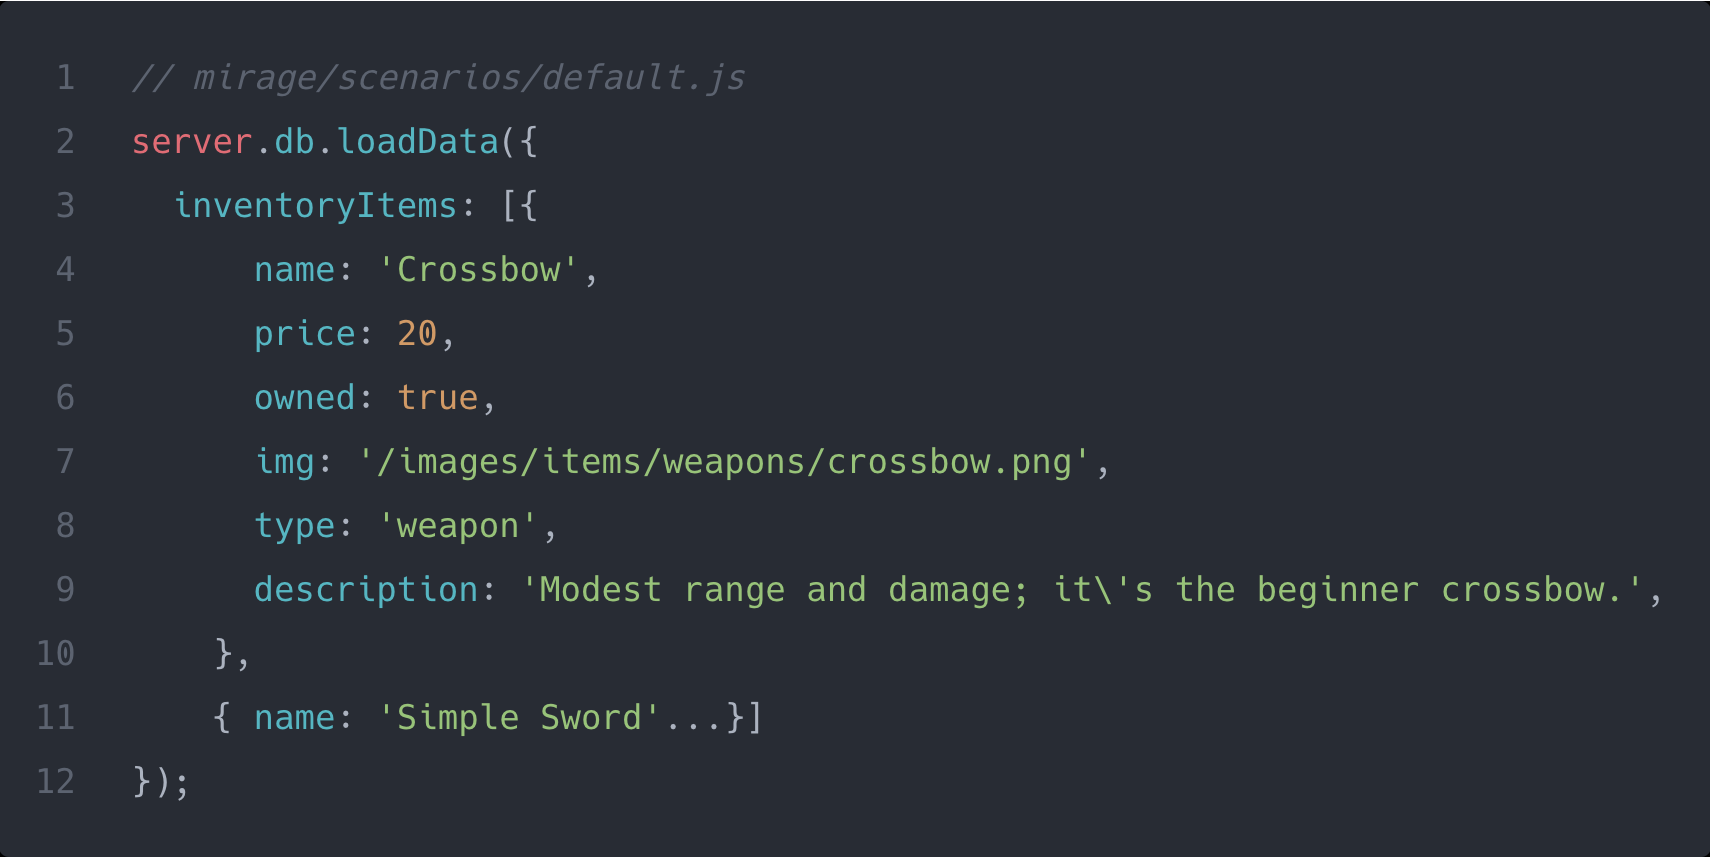 1 // mirage/scenarios/default.js
2 server.db.loadData({
3   inventoryItems: [{
4       name: 'Crossbow',
5       price: 20,
6       owned: true,
7       img: '/images/items/weapons/crossbow.png',
8       type: 'weapon',
9       description: 'Modest range and damage; it\'s the beginner crossbow.',
10     },
11     { name: 'Simple Sword'...}]
12 });